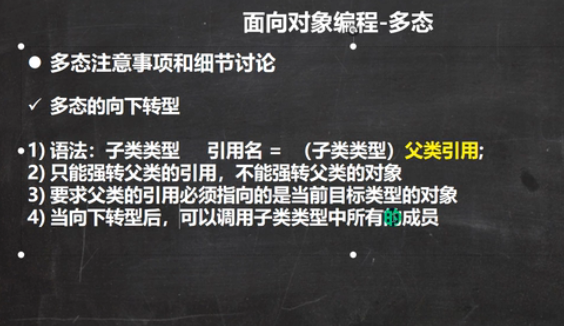 面向对象编程-多态
● 多态注意事项和细节讨论
✓ 多态的向下转型
1) 语法：子类类型 引用名 = （子类类型）父类引用;
2) 只能强转父类的引用，不能强转父类的对象
3) 要求父类的引用必须指向的是当前目标类型的对象
4) 当向下转型后，可以调用子类类型中所有的成员